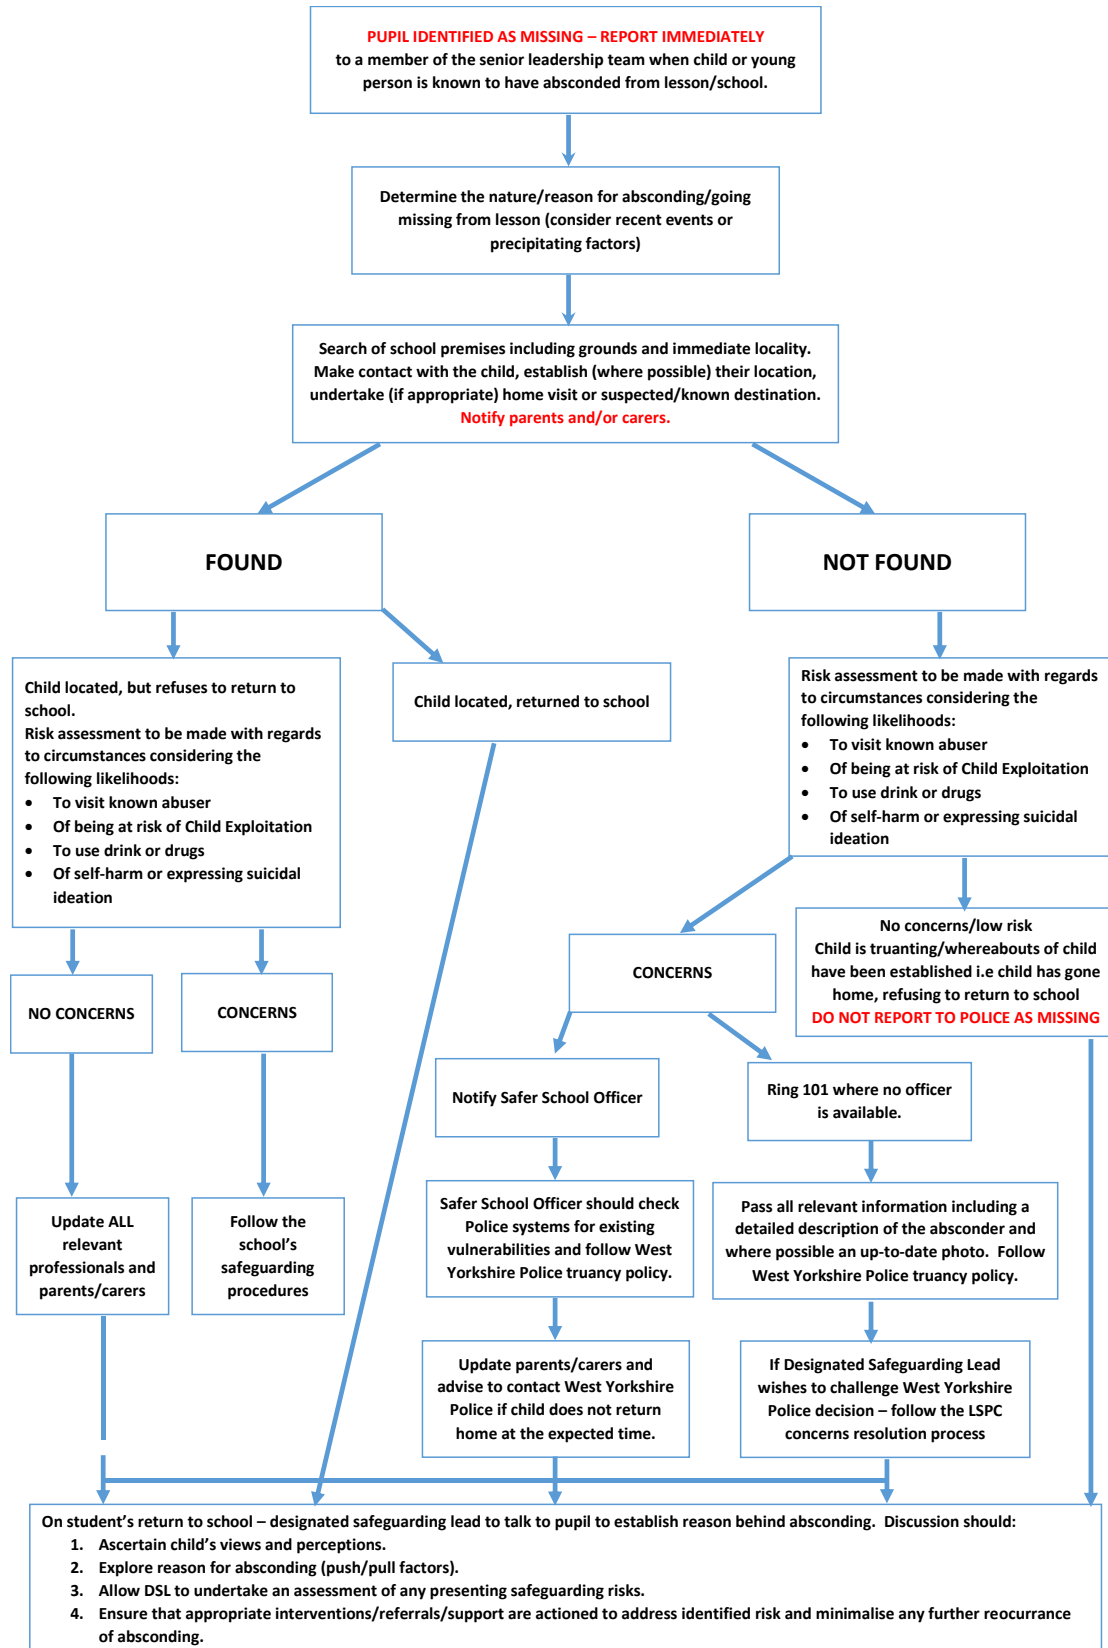 PUPIL IDENTIFIED AS MISSING – REPORT IMMEDIATELY
to a member of the senior leadership team when child or young
person is known to have absconded from lesson/school.
Determine the nature/reason for absconding/going
missing from lesson (consider recent events or
precipitating factors)
Search of school premises including grounds and immediate locality.
Make contact with the child, establish (where possible) their location,
undertake (if appropriate) home visit or suspected/known destination.
Notify parents and/or carers.
FOUND
NOT FOUND
Child located, but refuses to return to
school.
Risk assessment to be made with regards
to circumstances considering the
following likelihoods:
• To visit known abuser
• Of being at risk of Child Exploitation
• To use drink or drugs
• Of self-harm or expressing suicidal
ideation
Child located, returned to school
Risk assessment to be made with regards
to circumstances considering the
following likelihoods:
• To visit known abuser
• Of being at risk of Child Exploitation
• To use drink or drugs
• Of self-harm or expressing suicidal
ideation
NO CONCERNS
CONCERNS
CONCERNS
No concerns/low risk
Child is truanting/whereabouts of child
have been established i.e child has gone
home, refusing to return to school
DO NOT REPORT TO POLICE AS MISSING
Notify Safer School Officer
Ring 101 where no officer
is available.
Update ALL
relevant
professionals and
parents/carers
Follow the
school's
safeguarding
procedures
Safer School Officer should check
Police systems for existing
vulnerabilities and follow West
Yorkshire Police truancy policy.
Pass all relevant information including a
detailed description of the absconder and
where possible an up-to-date photo. Follow
West Yorkshire Police truancy policy.
Update parents/carers and
advise to contact West Yorkshire
Police if child does not return
home at the expected time.
If Designated Safeguarding Lead
wishes to challenge West Yorkshire
Police decision – follow the LSPC
concerns resolution process
On student's return to school – designated safeguarding lead to talk to pupil to establish reason behind absconding. Discussion should:
1. Ascertain child's views and perceptions.
2. Explore reason for absconding (push/pull factors).
3. Allow DSL to undertake an assessment of any presenting safeguarding risks.
4. Ensure that appropriate interventions/referrals/support are actioned to address identified risk and minimalise any further reocurrance
of absconding.